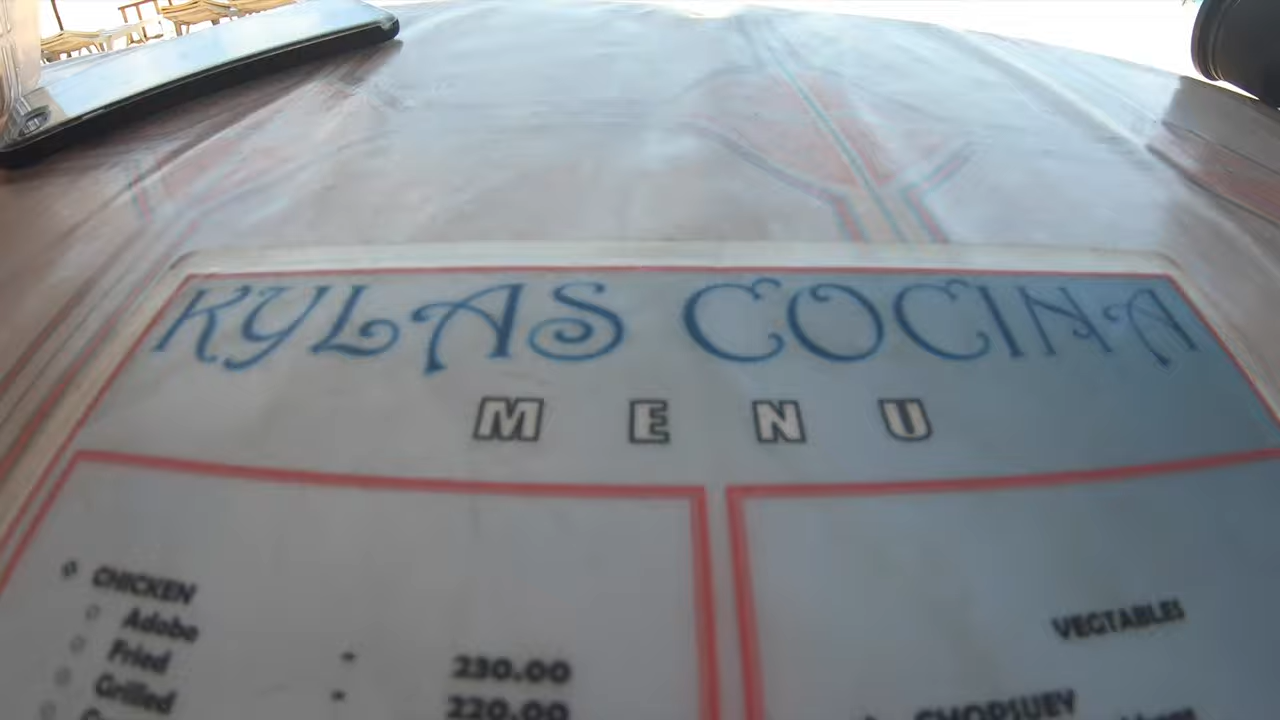 KYLAS COCINA
MENU
CHICKEN
Adobo - 230.00
Fried - 220.00
Grilled
VEGTABLES
CHOPSUEY